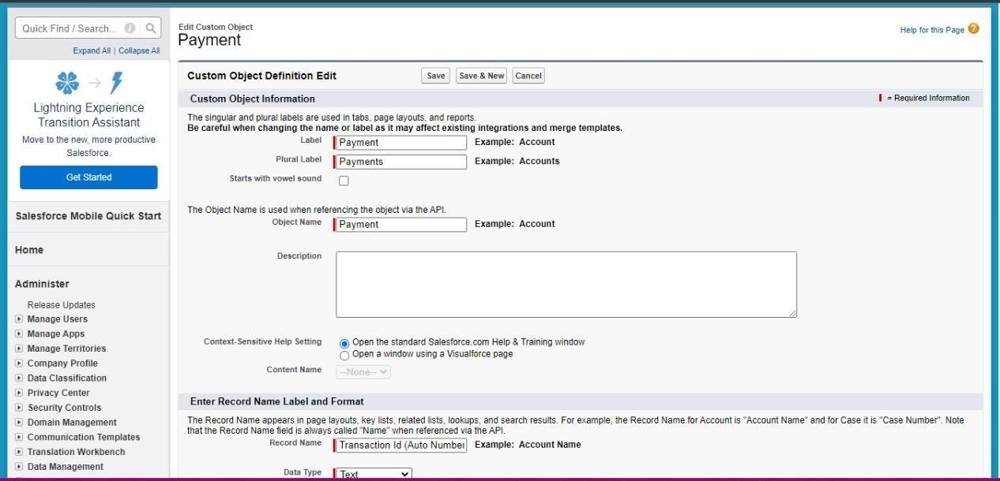 Quick Find / Search...
Expand All | Collapse All
Lightning Experience
Transition Assistant
Move to the new, more productive
Salesforce.
Get Started
Salesforce Mobile Quick Start
Home
Administer
Release Updates
Manage Users
Manage Apps
Manage Territories
Company Profile
Data Classification
Privacy Center
Security Controls
Domain Management
Communication Templates
Translation Workbench
Data Management
Edit Custom Object
Payment
Help for this Page ?
Custom Object Definition Edit Save Save & New Cancel
Custom Object Information = Required Information
The singular and plural labels are used in tabs, page layouts, and reports.
Be careful when changing the name or label as it may affect existing integrations and merge templates.
Label Payment Example: Account
Plural Label Payments Example: Accounts
Starts with vowel sound
The Object Name is used when referencing the object via the API.
Object Name Payment Example: Account
Description
Context-Sensitive Help Setting Open the standard Salesforce.com Help & Training window
Open a window using a Visualforce page
Content Name --None--
Enter Record Name Label and Format
The Record Name appears in page layouts, key lists, related lists, lookups, and search results. For example, the Record Name for Account is "Account Name" and for Case it is "Case Number". Note
that the Record Name field is always called "Name" when referenced via the API.
Record Name Transaction Id (Auto Number Example: Account Name
Data Type Text